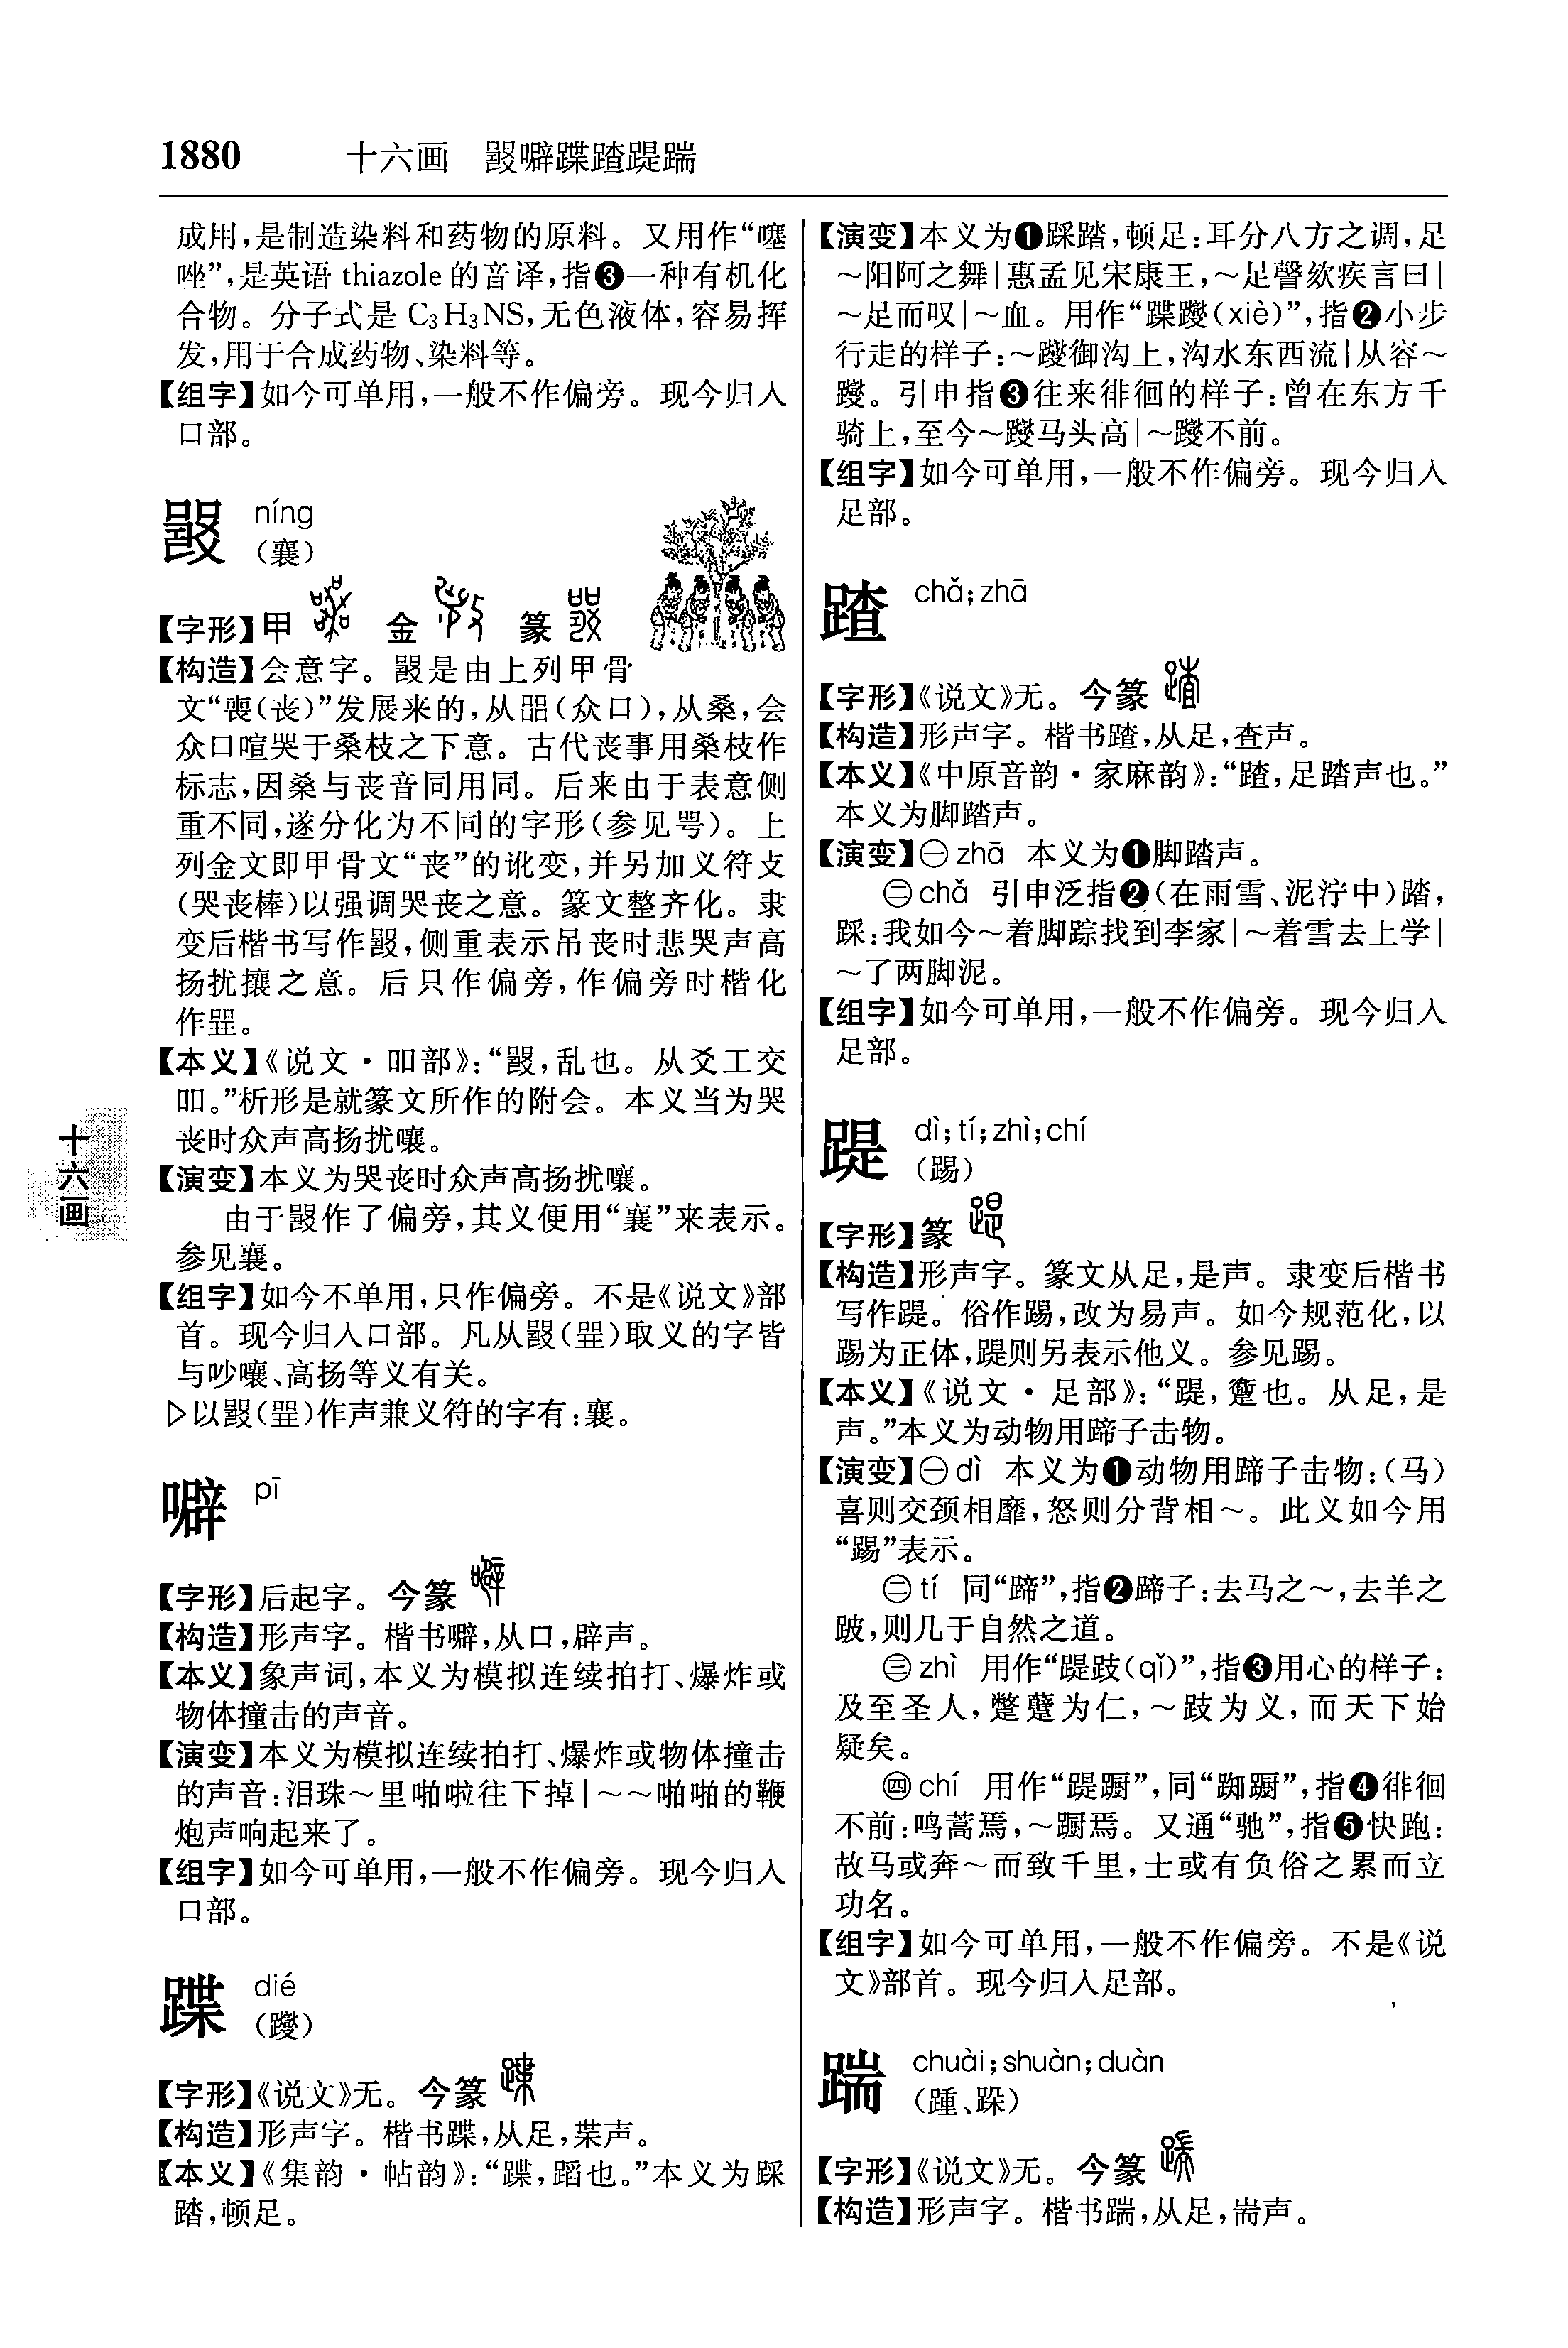 1880 十六画 㗊噼蹀蹅踶踹
成用,是制造染料和药物的原料。又用作“噻
唑”,是英语 thiazole 的音译,指❸一种有机化
合物。分子式是 C₃H₃NS,无色液体,容易挥
发,用于合成药物、染料等。
【组字】如今可单用,一般不作偏旁。现今归入
口部。
níng
(襄)
【字形】甲 金 篆
【构造】会意字。𤕦是由上列甲骨
文“喪(丧)”发展来的,从㗊(众口),从桑,会
众口喧哭于桑枝之下意。古代丧事用桑枝作
标志,因桑与丧音同用同。后来由于表意侧
重不同,遂分化为不同的字形(参见咢)。上
列金文即甲骨文“丧”的讹变,并另加义符攴
(哭丧棒)以强调哭丧之意。篆文整齐化。隶
变后楷书写作𤕦,侧重表示吊丧时悲哭声高
扬扰攘之意。后只作偏旁,作偏旁时楷化
作㠭。
【本义】《说文·吅部》:“𤕦,乱也。从爻工交
吅。”析形是就篆文所作的附会。本义当为哭
丧时众声高扬扰嚷。
【演变】本义为哭丧时众声高扬扰嚷。
由于𤕦作了偏旁,其义便用“襄”来表示。
参见襄。
【组字】如今不单用,只作偏旁。不是《说文》部
首。现今归入口部。凡从𤕦取义的字皆
与吵嚷、高扬等义有关。
▷以𤕦作声兼义符的字有:襄。
噼 pī
【字形】后起字。今篆
【构造】形声字。楷书噼,从口,辟声。
【本义】象声词,本义为模拟连续拍打、爆炸或
物体撞击的声音。
【演变】本义为模拟连续拍打、爆炸或物体撞击
的声音:泪珠~里啪啦往下掉|~~啪啪的鞭
炮声响起来了。
【组字】如今可单用,一般不作偏旁。现今归入
口部。
蹀 dié
(躞)
【字形】《说文》无。今篆
【构造】形声字。楷书蹀,从足,枼声。
【本义】《集韵·帖韵》:“蹀,蹈也。”本义为踩
踏,顿足。
【演变】本义为❶踩踏,顿足:耳分八方之调,足
~阳阿之舞|惠孟见宋康王,~足謦欬疾言曰|
~足而叹|~血。用作“蹀躞(xiè)”,指❷小步
行走的样子:~躞御沟上,沟水东西流|从容~
躞。引申指❸往来徘徊的样子:曾在东方千
骑上,至今~躞马头高|~躞不前。
【组字】如今可单用,一般不作偏旁。现今归入
足部。
蹅 chǎ;zhā
【字形】《说文》无。今篆
【构造】形声字。楷书蹅,从足,查声。
【本义】《中原音韵·家麻韵》:“蹅,足踏声也。”
本义为脚踏声。
【演变】㊀zhā 本义为❶脚踏声。
㊁chǎ 引申泛指❷(在雨雪、泥泞中)踏,
踩:我如今~着脚踪找到李家|~着雪去上学|
~了两脚泥。
【组字】如今可单用,一般不作偏旁。现今归入
足部。
踶 dì;tí;zhì;chí
(踢)
【字形】篆
【构造】形声字。篆文从足,是声。隶变后楷书
写作踶。俗作踢,改为易声。如今规范化,以
踢为正体,踶则另表示他义。参见踢。
【本义】《说文·足部》:“踶,躗也。从足,是
声。”本义为动物用蹄子击物。
【演变】㊀dì 本义为❶动物用蹄子击物:(马)
喜则交颈相靡,怒则分背相~。此义如今用
“踢”表示。
㊁tí 同“蹄”,指❷蹄子:去马之~,去羊之
跛,则几于自然之道。
㊂zhì 用作“踶跂(qǐ)”,指❸用心的样子:
及至圣人,蹩躠为仁,~跂为义,而天下始
疑矣。
㊃chí 用作“踶蹰”,同“踟蹰”,指❹徘徊
不前:鸣蒿焉,~蹰焉。又通“驰”,指❺快跑:
故马或奔~而致千里,士或有负俗之累而立
功名。
【组字】如今可单用,一般不作偏旁。不是《说
文》部首。现今归入足部。
踹 chuài;shuàn;duàn
(踵、跺)
【字形】《说文》无。今篆
【构造】形声字。楷书踹,从足,耑声。
十六画